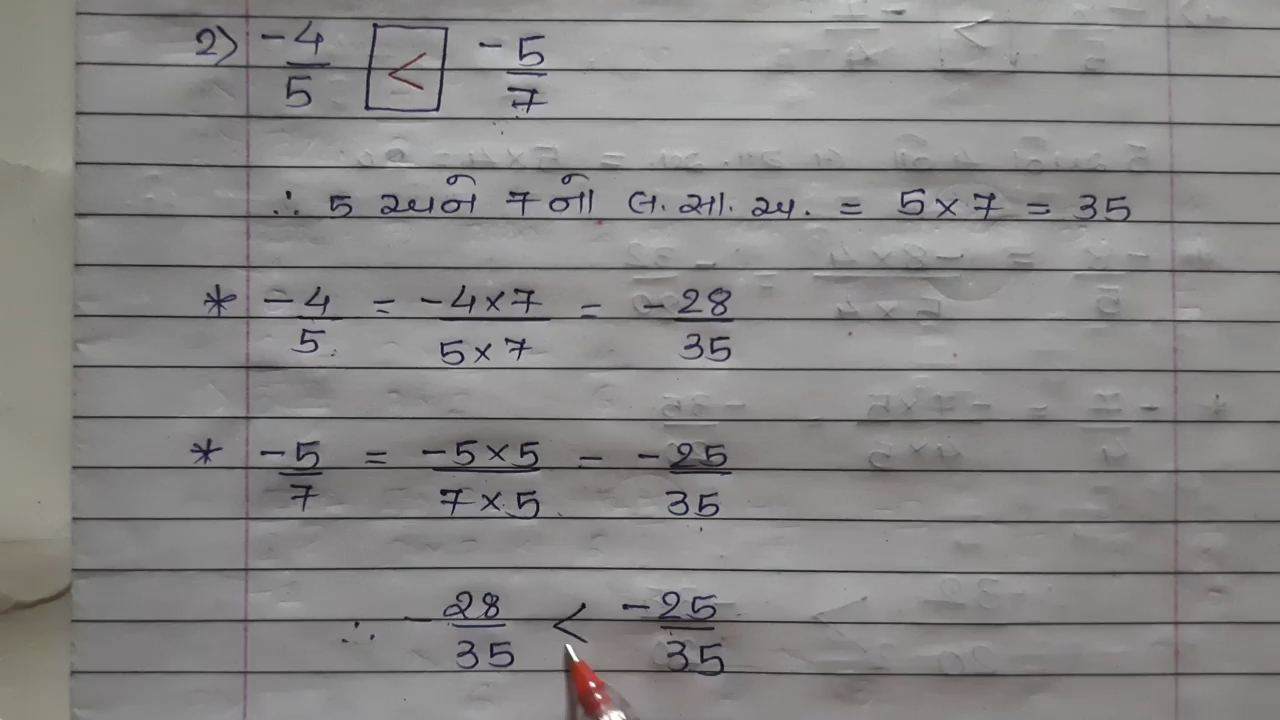 2) -4/5 < -5/7
∴ 5 અને 7નો લ.સા.અ. = 5×7 = 35
* -4/5 = -4×7/5×7 = -28/35
* -5/7 = -5×5/7×5 - -25/35
∴ -28/35 < -25/35